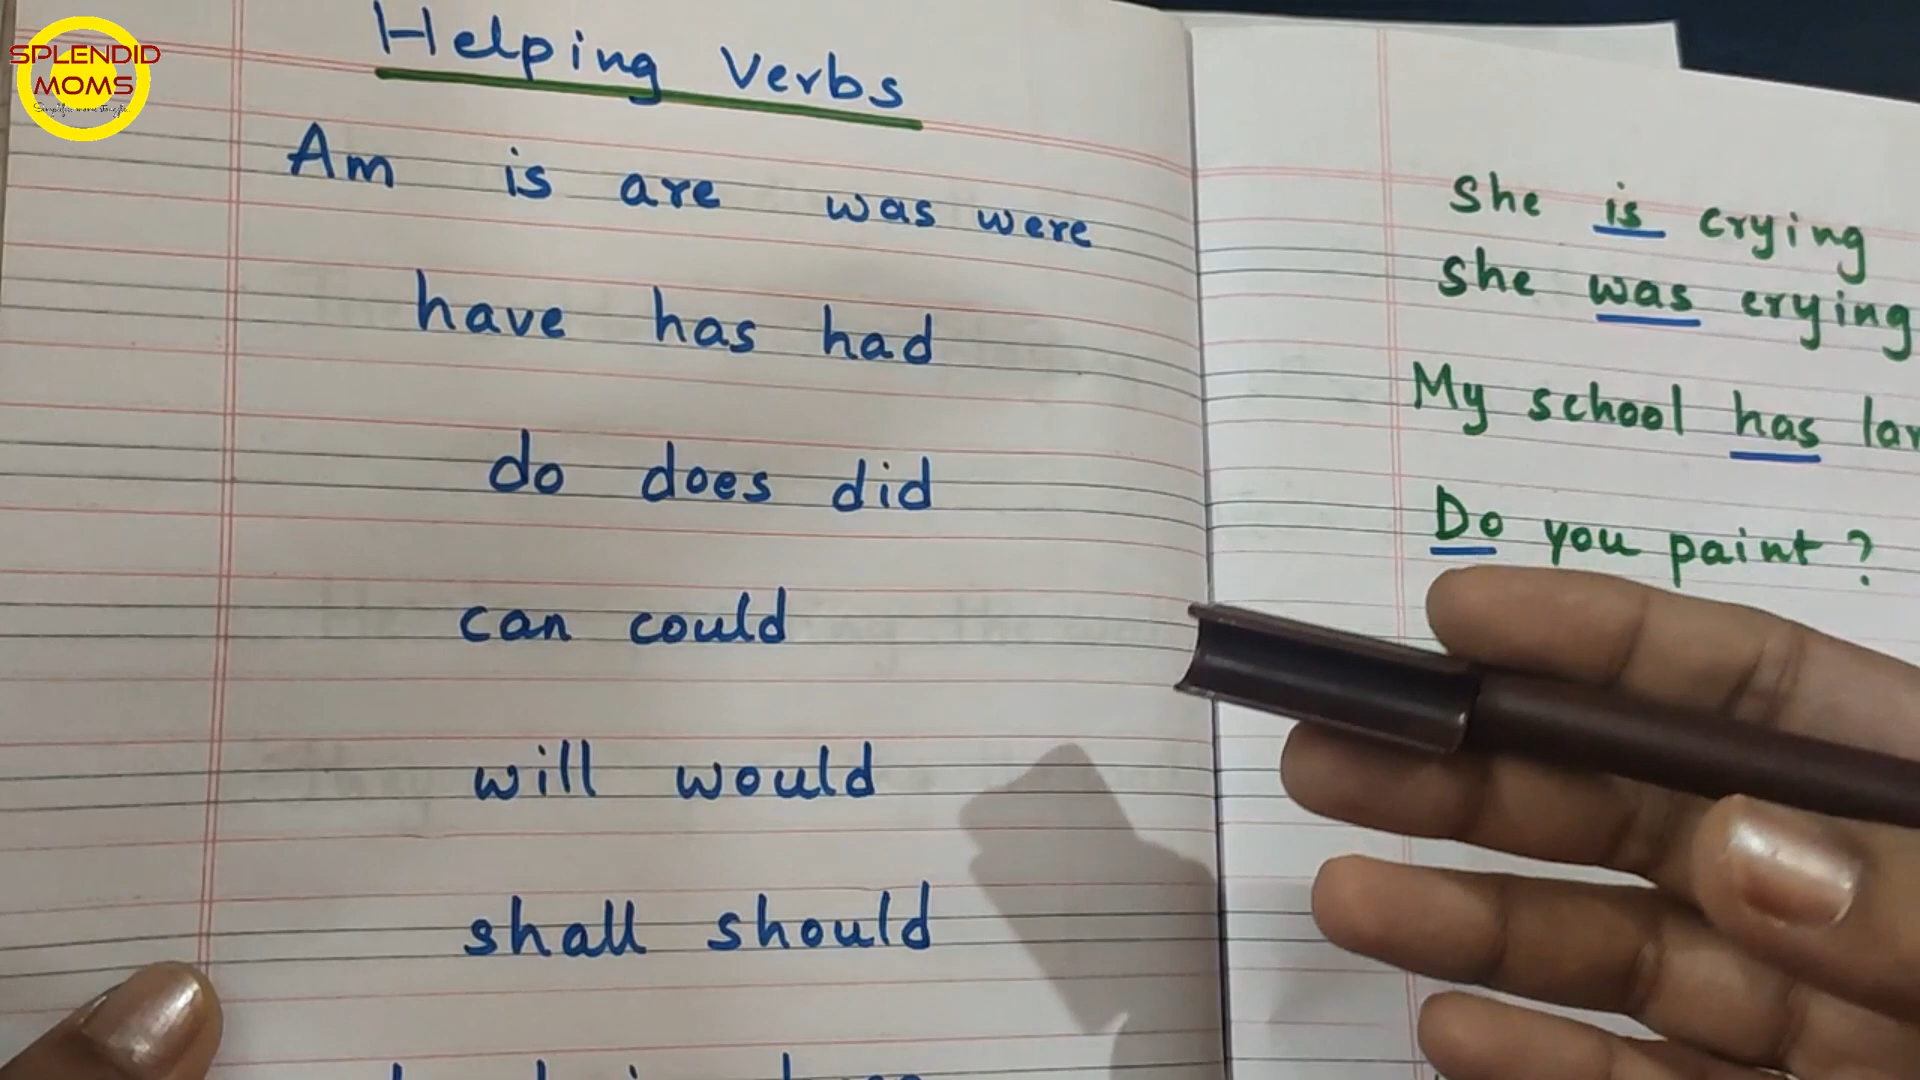 SPLENDID
MOMS
Helping Verbs
Am is are was were
have has had
do does did
can could
will would
shall should
She is crying
She was crying
My school has
Do you paint?